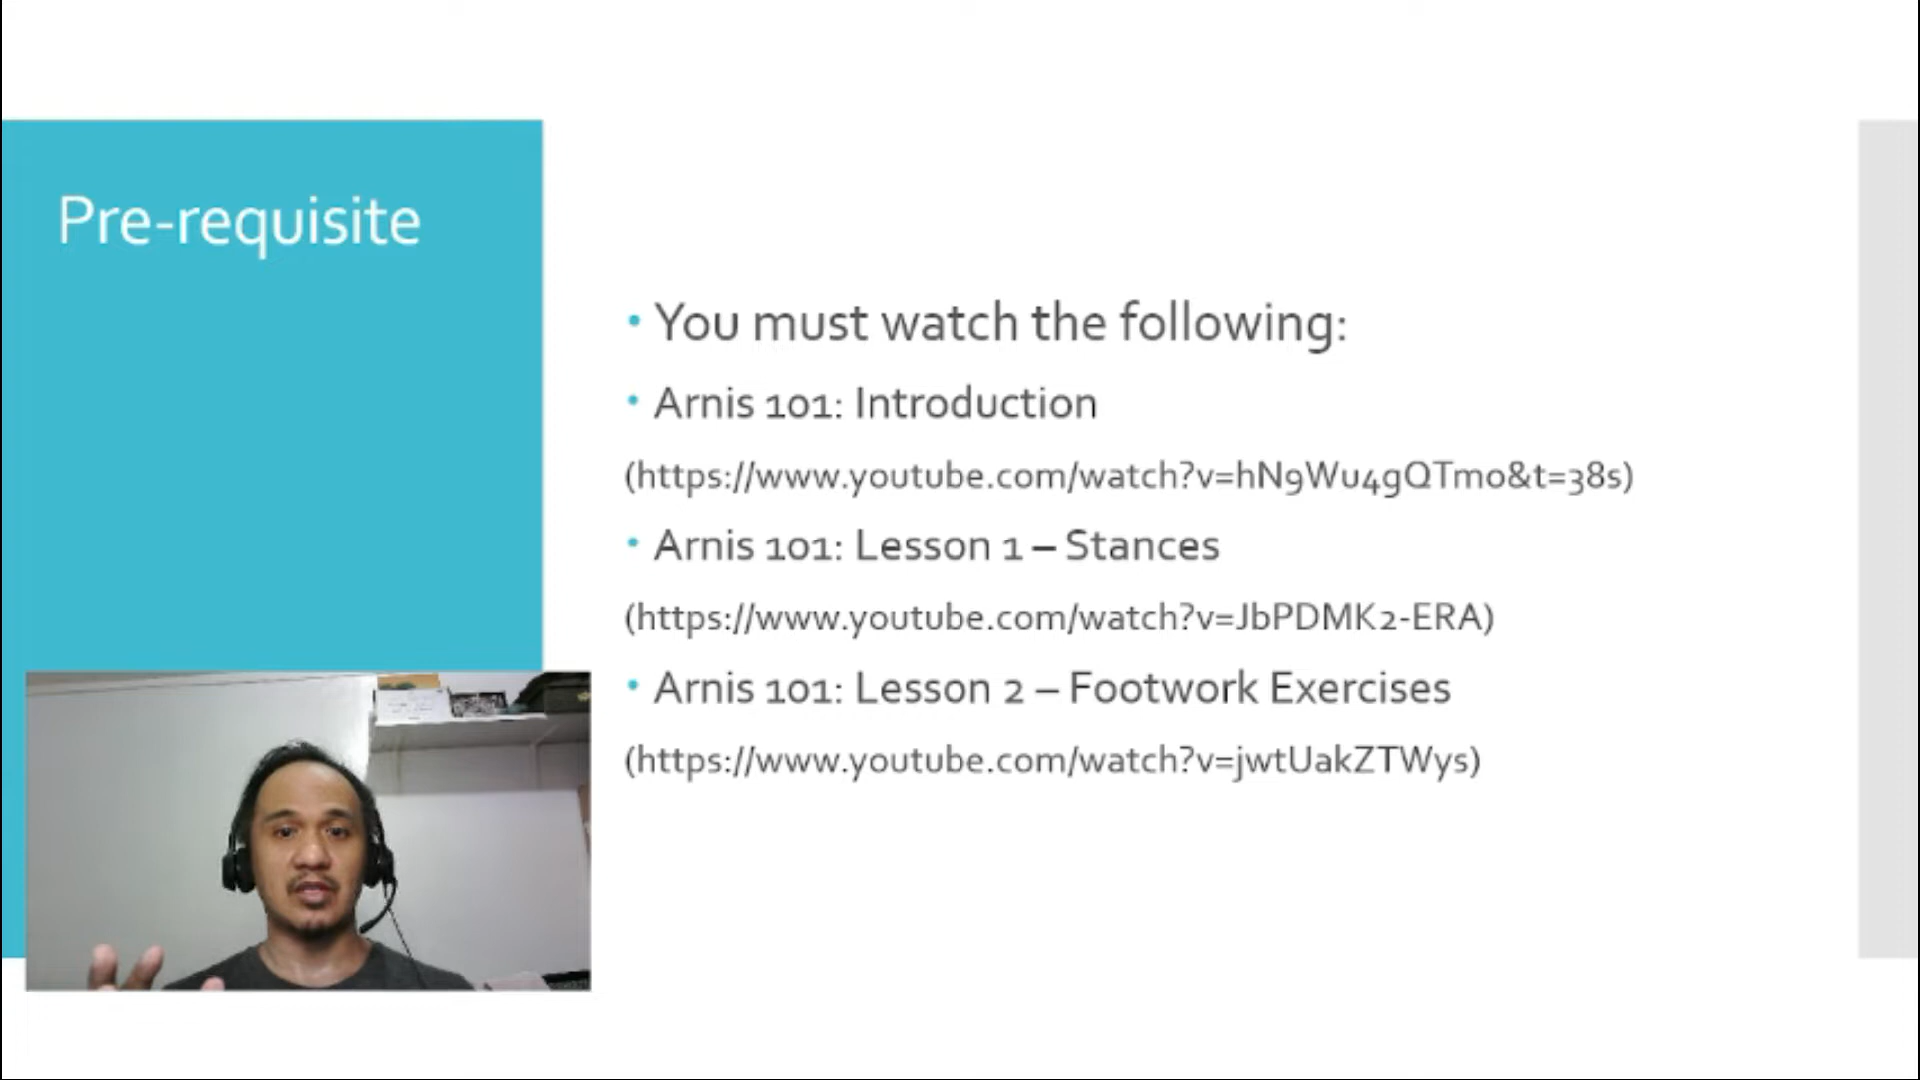 Pre-requisite
• You must watch the following:
• Arnis 101: Introduction
(https://www.youtube.com/watch?v=hN9Wu4gQTmo&t=38s)
• Arnis 101: Lesson 1 – Stances
(https://www.youtube.com/watch?v=JbPDMK2-ERA)
• Arnis 101: Lesson 2 – Footwork Exercises
(https://www.youtube.com/watch?v=jwtUakZTWys)